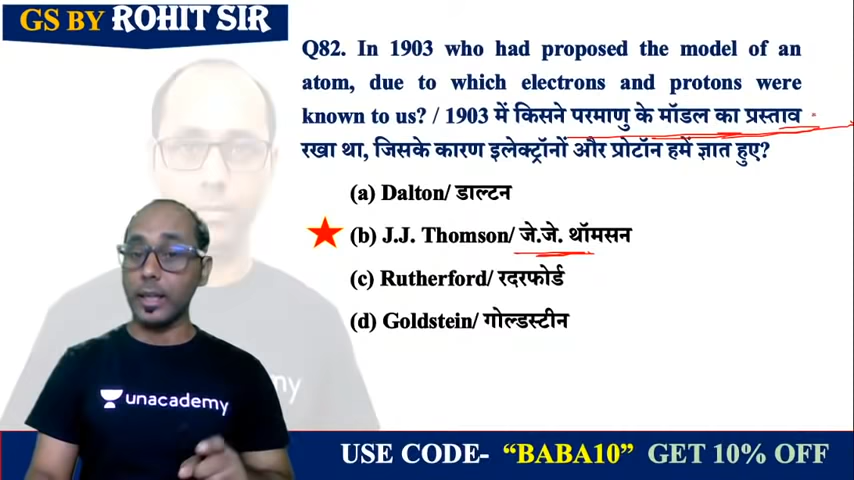 GS BY ROHIT SIR
Q82. In 1903 who had proposed the model of an
atom, due to which electrons and protons were
known to us? / 1903 में किसने परमाणु के मॉडल का प्रस्ताव
रखा था, जिसके कारण इलेक्ट्रॉनों और प्रोटॉन हमें ज्ञात हुए?
(a) Dalton/ डाल्टन
(b) J.J. Thomson/ जे.जे. थॉमसन
(c) Rutherford/ रदरफोर्ड
(d) Goldstein/ गोल्डस्टीन
unacademy
my
USE CODE- “BABA10” GET 10% OFF